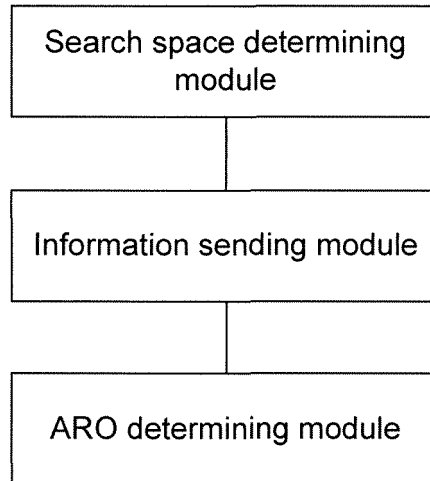 Search space determining
module
Information sending module
ARO determining module